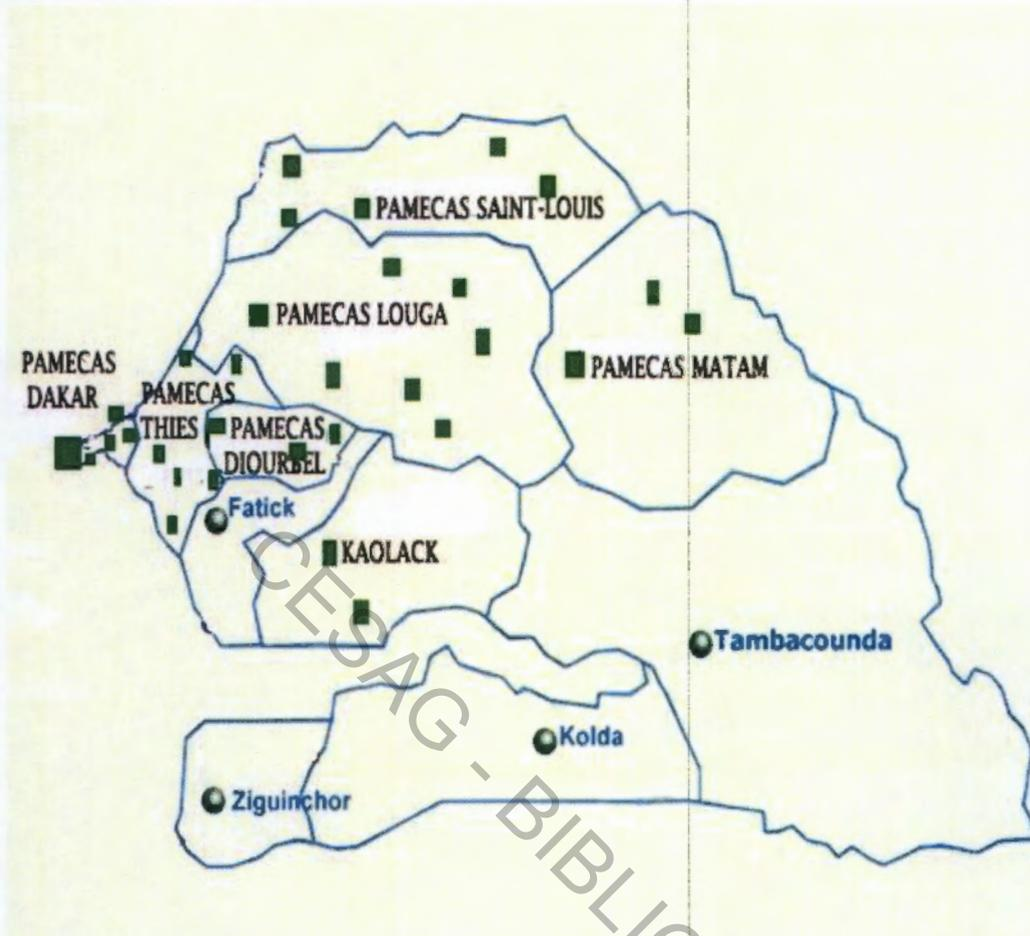 PAMECAS SAINT-LOUIS
PAMECAS LOUGA
PAMECAS
DAKAR
PAMECAS MATAM
PAMECAS
THIES
PAMECAS
DIOURBEL
Fatick
KAOLACK
Tambacounda
Kolda
Ziguinchor
CESAG - BIBLIO